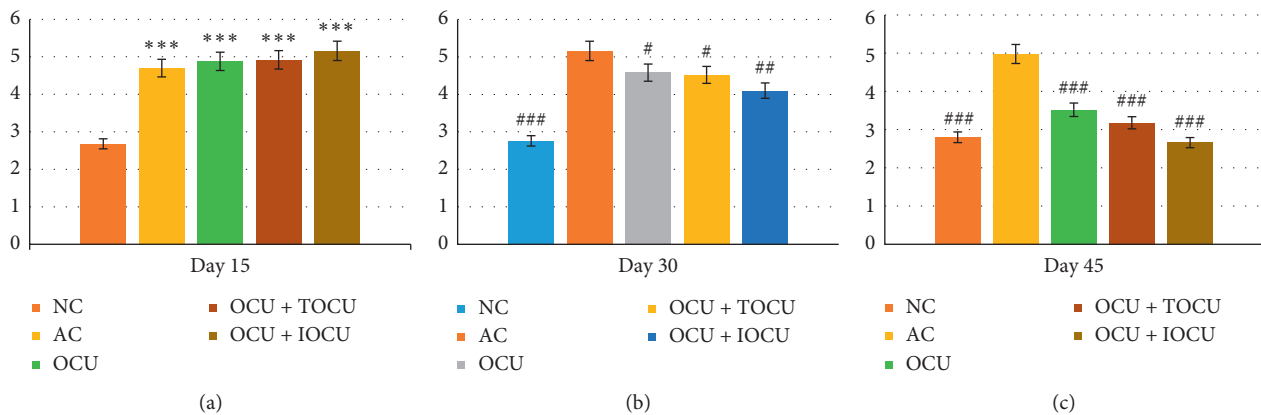 6
5
4
3
2
1
0
*** *** *** ***
Day 15
NC
AC
OCU
OCU + TOCU
OCU + IOCU
(a)
6
5
4
3
2
1
0
### # # ##
Day 30
NC
AC
OCU
OCU + TOCU
OCU + IOCU
(b)
6
5
4
3
2
1
0
### ### ### ###
Day 45
NC
AC
OCU
OCU + TOCU
OCU + IOCU
(c)